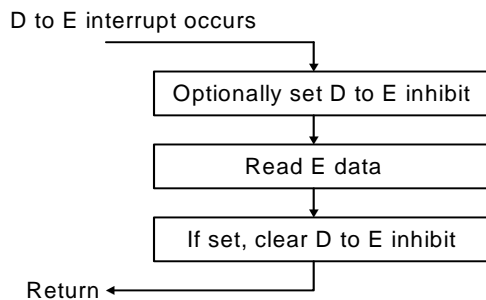 D to E interrupt occurs
Optionally set D to E inhibit
Read E data
If set, clear D to E inhibit
Return